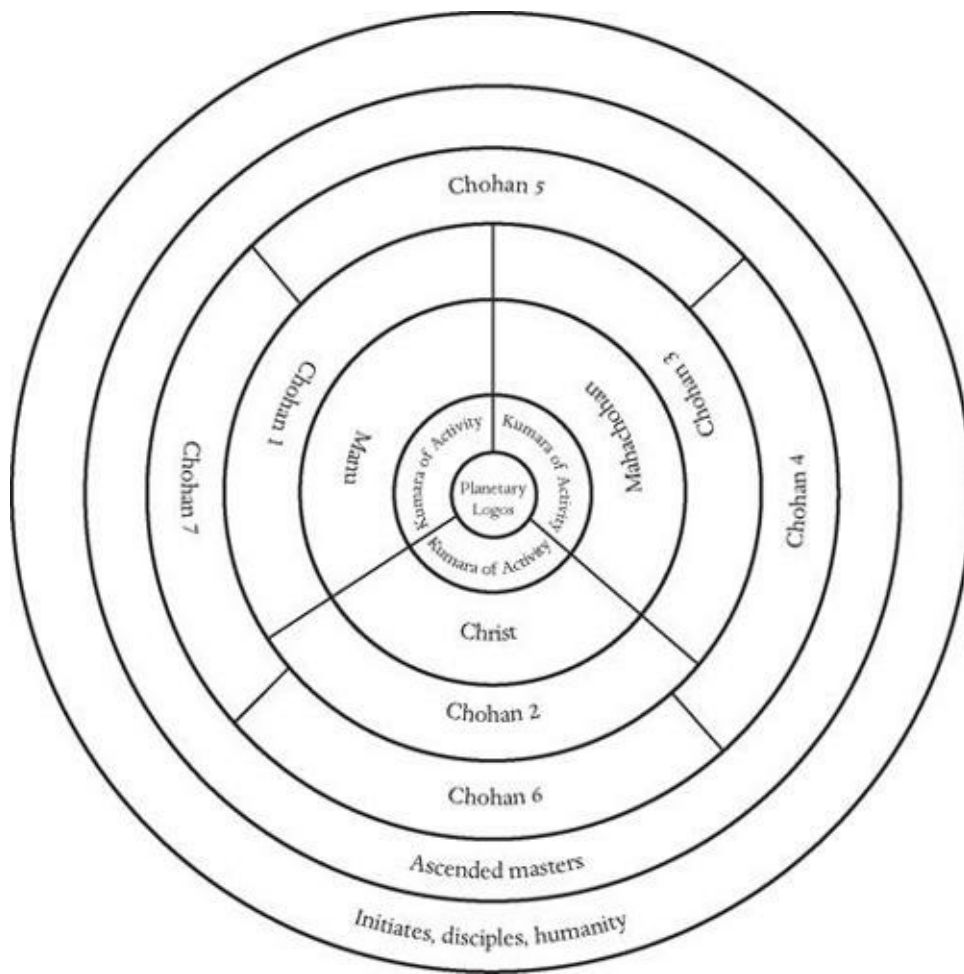 Chohan 5
Chohan 1
Chohan 3
Manu
Mahachohan
Kumara of Activity
Kumara of Activity
Planetary
Logos
Kumara of Activity
Chohan 7
Chohan 4
Christ
Chohan 2
Chohan 6
Ascended masters
Initiates, disciples, humanity